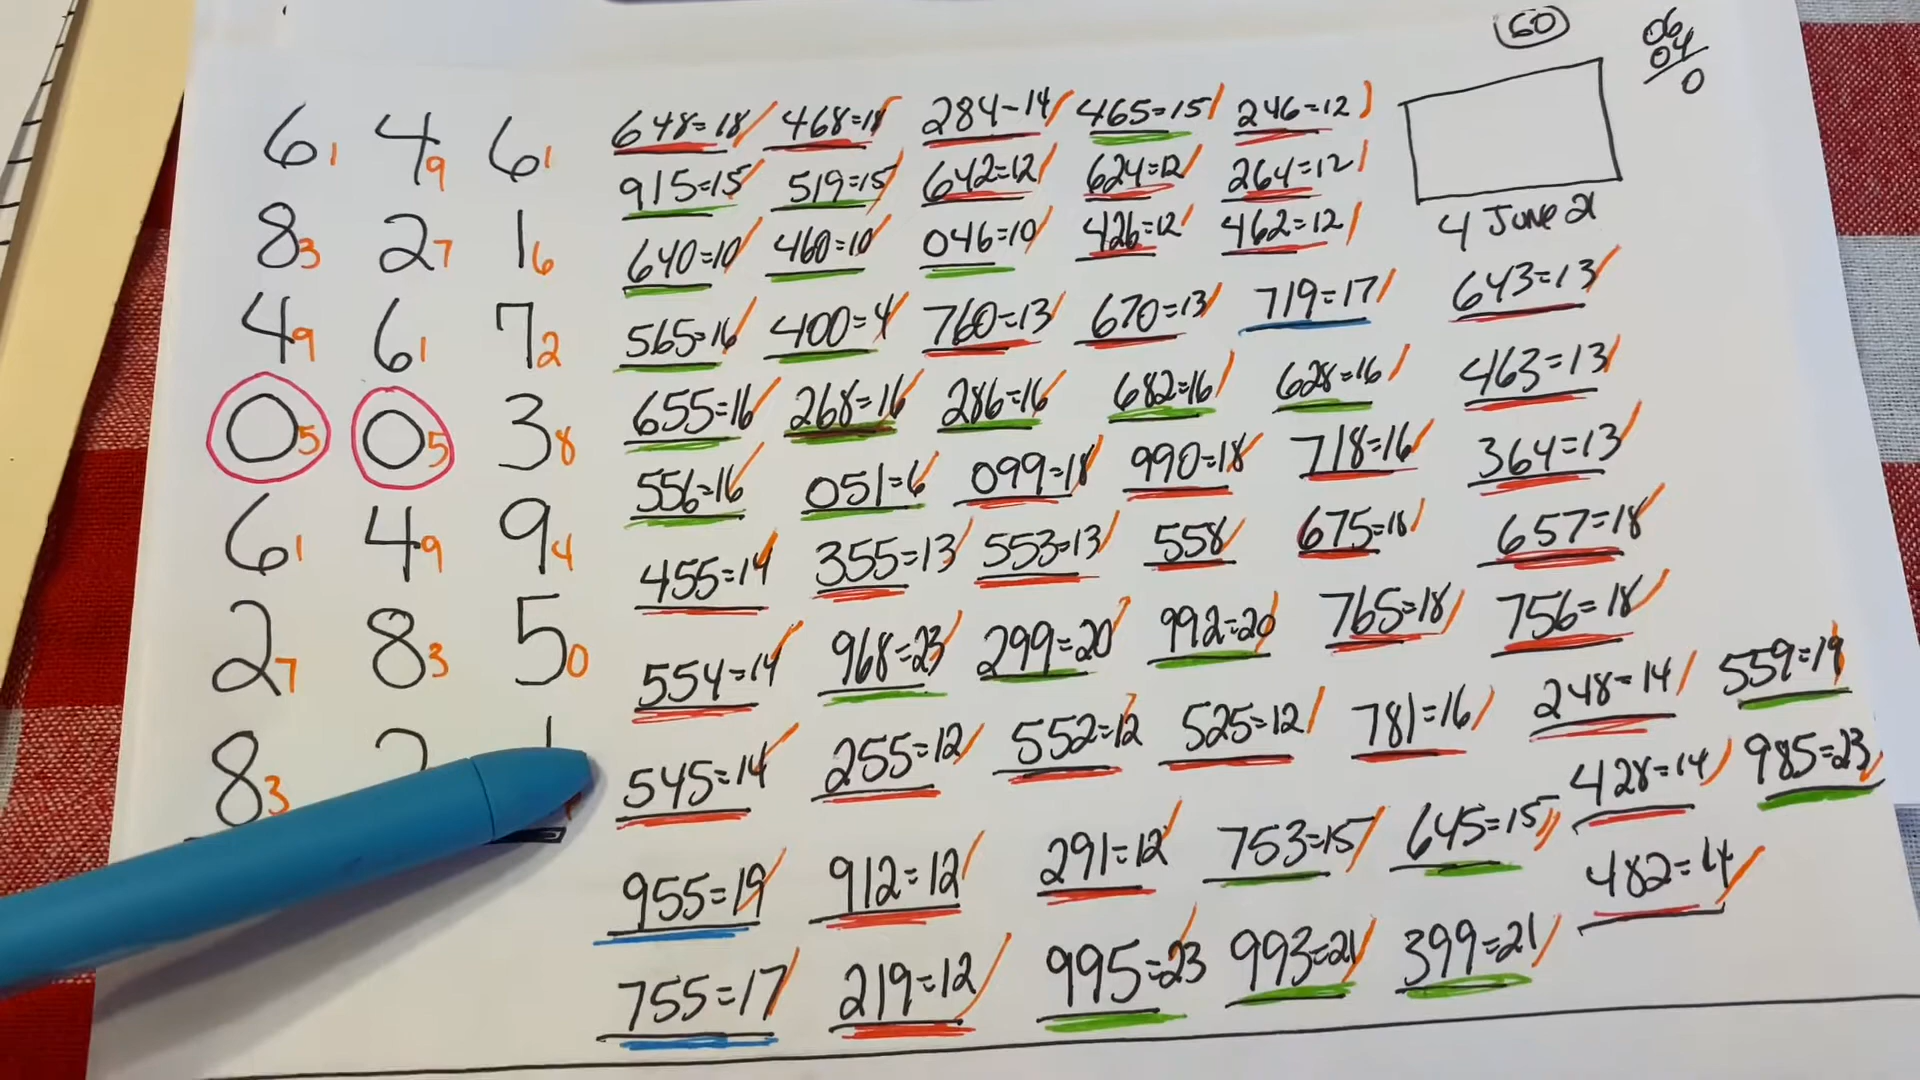 60
06
04
0
6 1 4 9 6 1
8 3 2 7 1 6
4 9 6 1 7 2
0 5 0 5 3 8
6 1 4 9 9 4
2 7 8 3 5 0
8 3 2
648=18 468=18 284-14 465=15 246=12
915=15 519=15 642=12 624=12 264=12
640=10 460=10 046=10 426=12 462=12
4 June 21
565=16 400=4 760=13 670=13 719=17 643=13
655=16 268=16 286=16 682=16 628=16 463=13
556=16 051=6 099=18 990=18 718=16 364=13
455=14 355=13 553=13 558 675=18 657=18
554=14 968=23 299=20 992=20 765=18 756=18
545=14 255=12 552=12 525=12 781=16 248=14 559=19
955=19 912=12 291=12 753=15 645=15 428=14 985=23
755=17 219=12 995=23 993=21 399=21 482=14